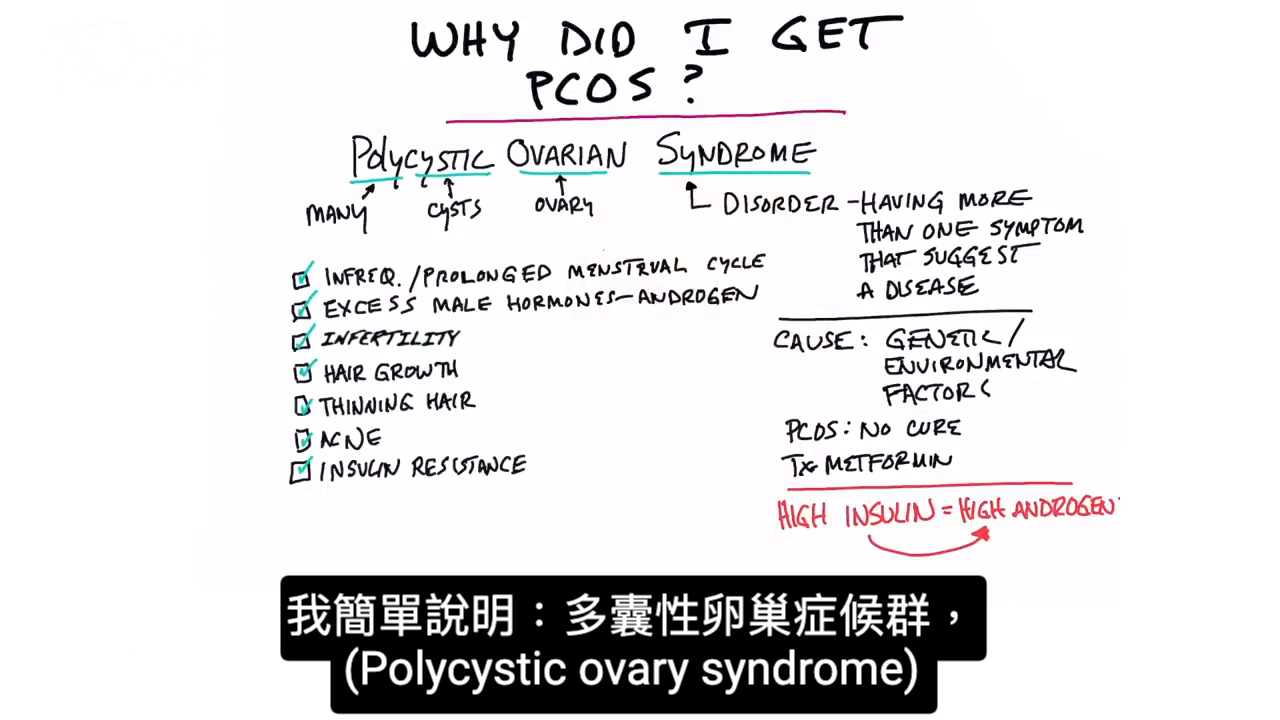 WHY DID I GET
PCOS?
POLYCYSTIC OVARIAN SYNDROME
MANY CYSTS OVARY
DISORDER - HAVING MORE
THAN ONE SYMPTOM
THAT SUGGEST
A DISEASE
INFREQ. / PROLONGED MENSTRUAL CYCLE
EXCESS MALE HORMONES - ANDROGEN
INFERTILITY
HAIR GROWTH
THINNING HAIR
ACNE
INSULIN RESISTANCE
CAUSE: GENETIC /
ENVIRONMENTAL
FACTORS
PCOS: NO CURE
Tx METFORMIN
HIGH INSULIN = HIGH ANDROGEN
我簡單說明：多囊性卵巢症候群，
(Polycystic ovary syndrome)